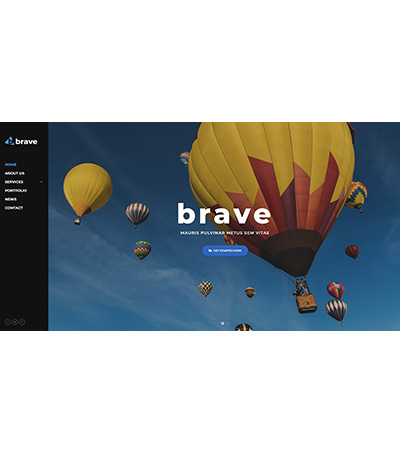 brave
HOME
ABOUT US
SERVICES
PORTFOLIO
NEWS
CONTACT
brave
MAURIS PULVINAR METUS SEM VITAE
GET STARTED NOW